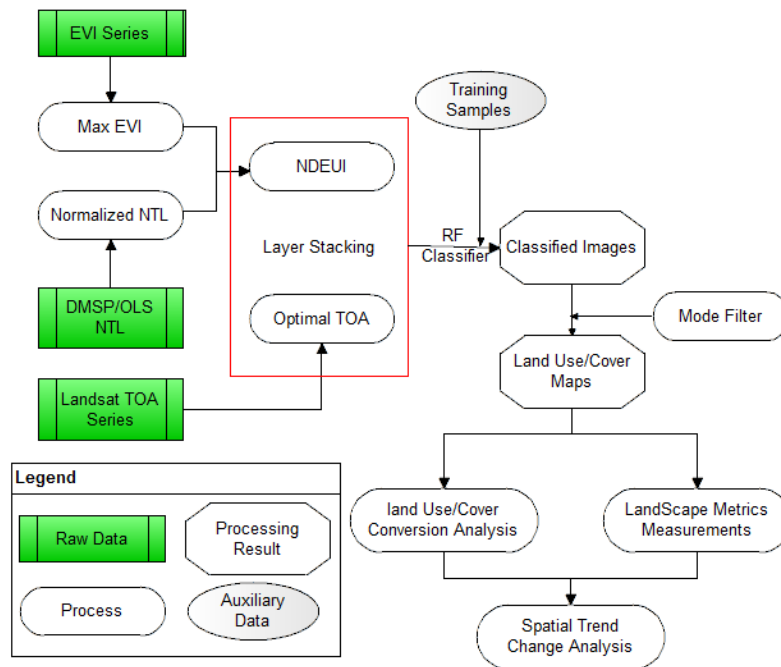 EVI Series
Max EVI
Normalized NTL
DMSP/OLS
NTL
Landsat TOA
Series
NDEUI
Layer Stacking
Optimal TOA
Training
Samples
RF
Classifier
Classified Images
Mode Filter
Land Use/Cover
Maps
land Use/Cover
Conversion Analysis
LandScape Metrics
Measurements
Spatial Trend
Change Analysis
Legend
Raw Data
Processing
Result
Process
Auxiliary
Data